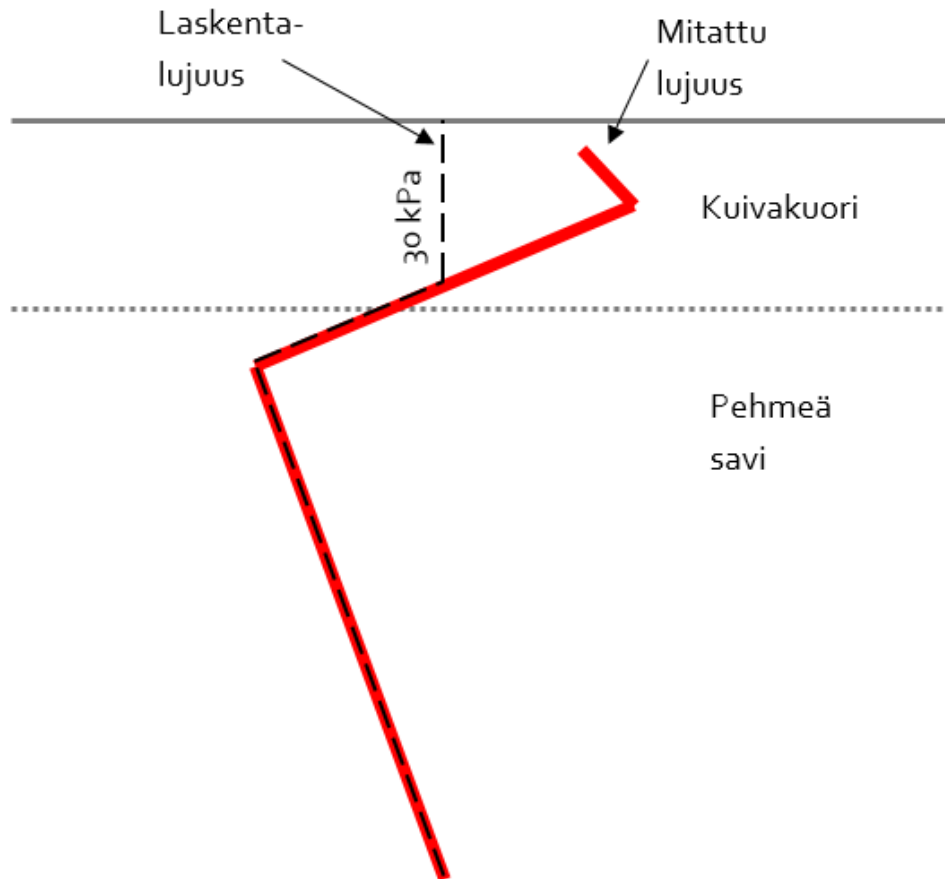 Laskenta-
lujuus
Mitattu
lujuus
30 kPa
Kuivakuori
Pehmeä
savi